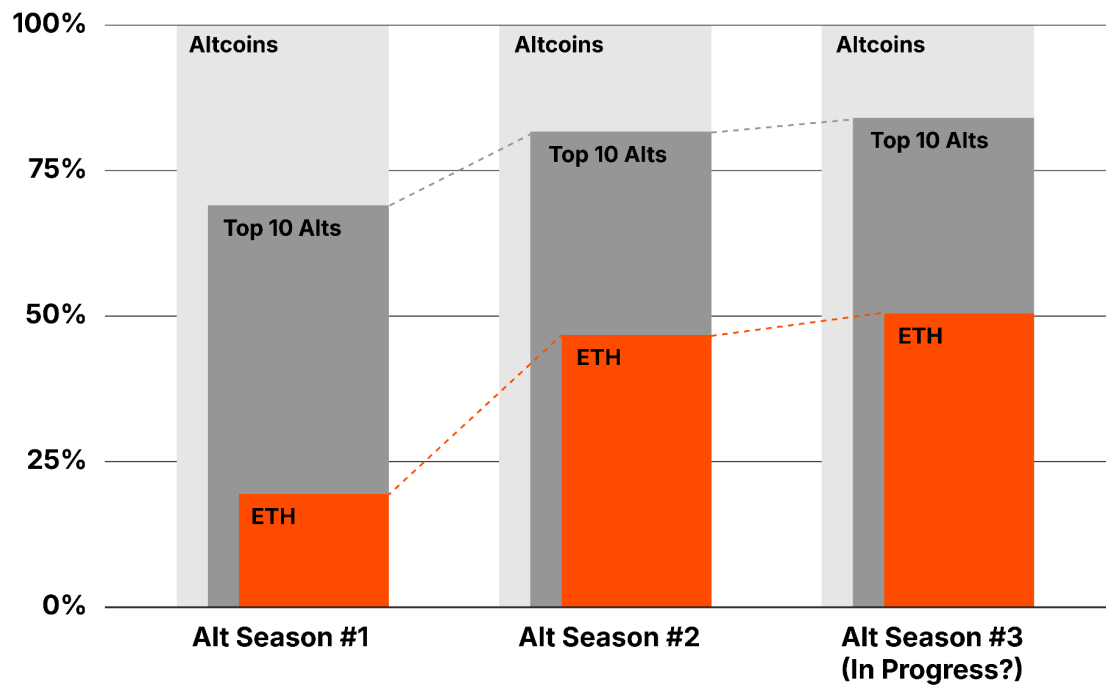 100%
Altcoins
Altcoins
Altcoins
Top 10 Alts
Top 10 Alts
75%
Top 10 Alts
50%
ETH
ETH
25%
ETH
0%
Alt Season #1
Alt Season #2
Alt Season #3
(In Progress?)